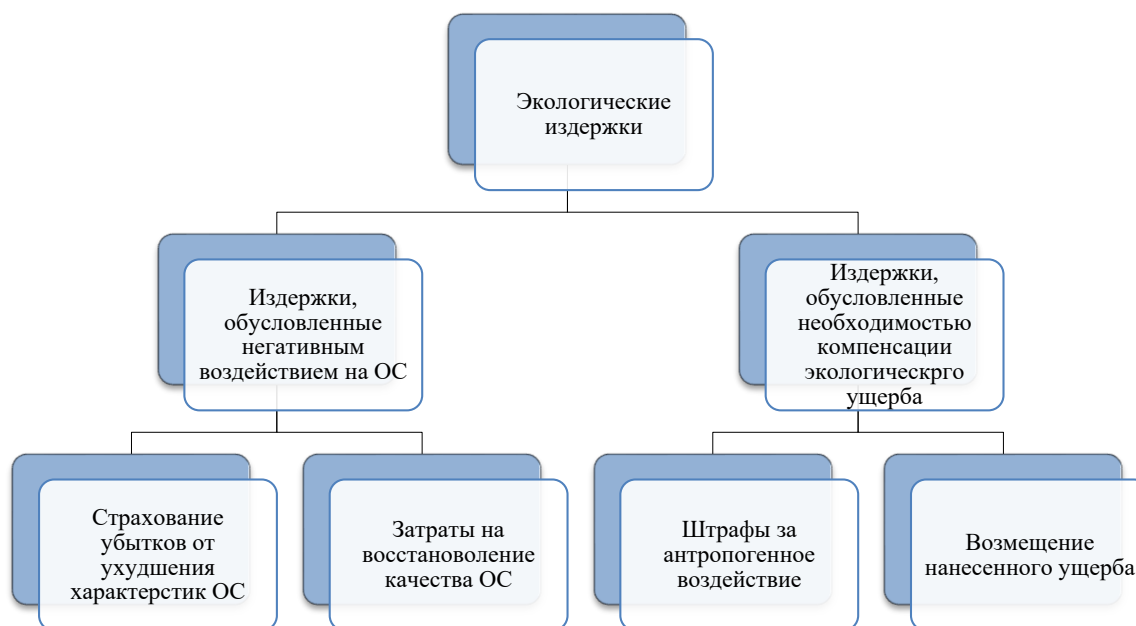 Экологические
издержки
Издержки,
обусловленные
негативным
воздействием на ОС
Издержки,
обусловленные
необходимостью
компенсации
экологическрго
ущерба
Страхование
убытков от
ухудшения
характерстик ОС
Затраты на
восстановоление
качества ОС
Штрафы за
антропогенное
воздействие
Возмещение
нанесенного ущерба